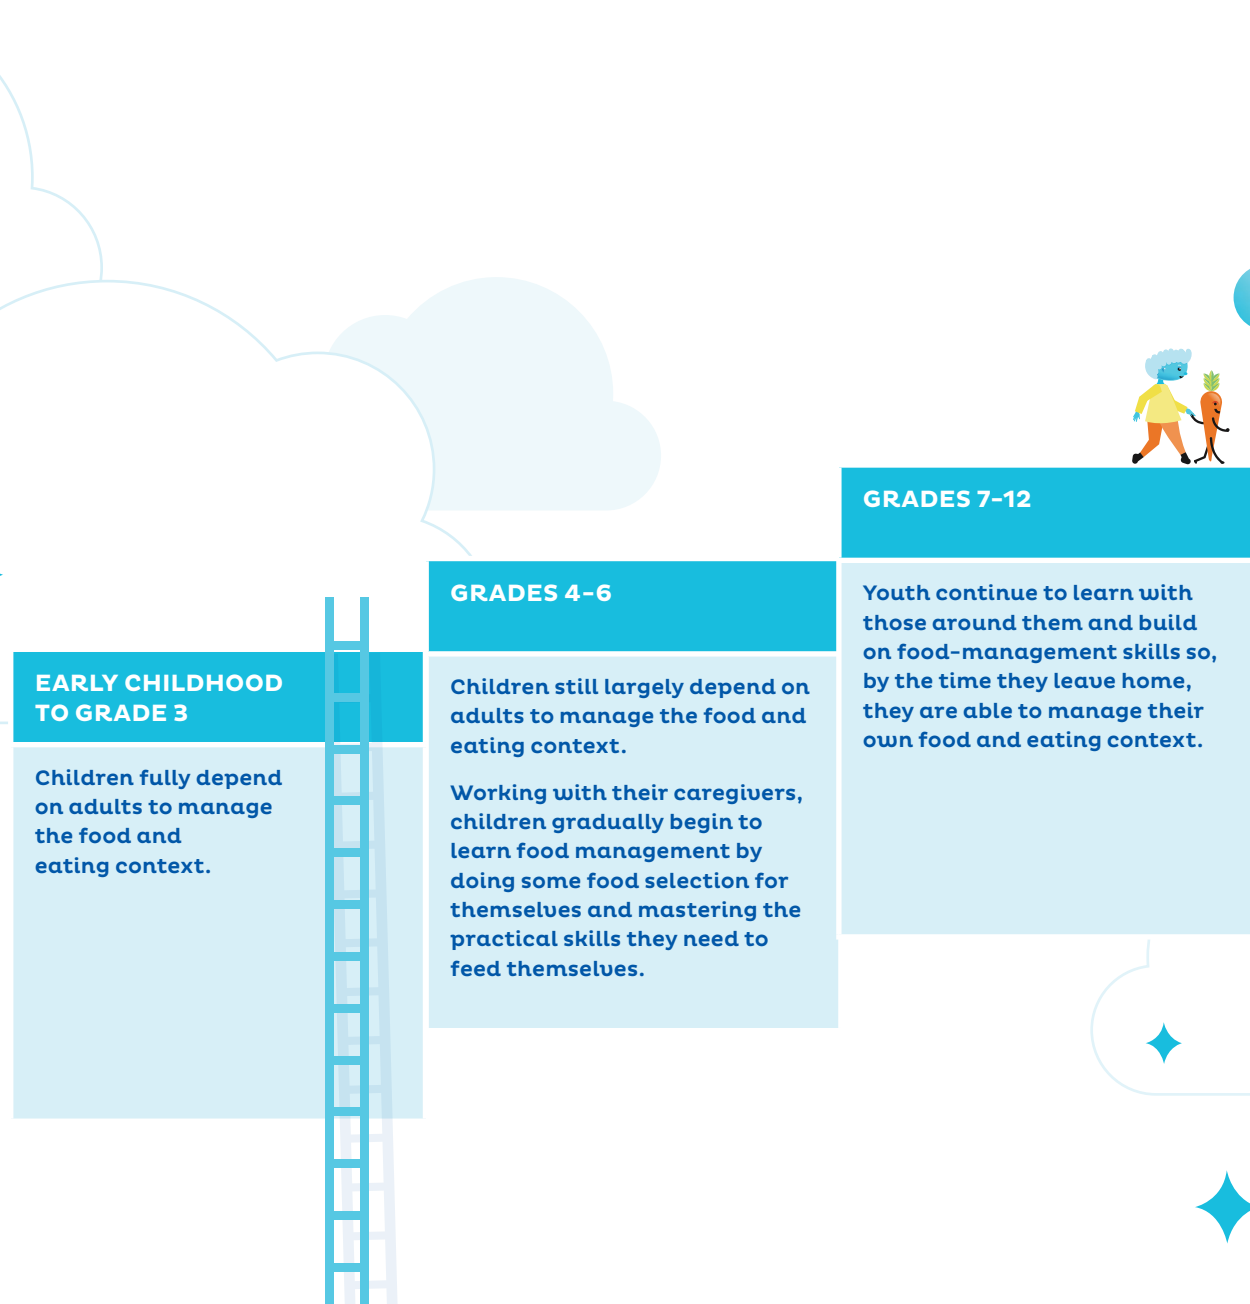 EARLY CHILDHOOD
TO GRADE 3
Children fully depend
on adults to manage
the food and
eating context.
GRADES 4–6
Children still largely depend on
adults to manage the food and
eating context.
Working with their caregivers,
children gradually begin to
learn food management by
doing some food selection for
themselves and mastering the
practical skills they need to
feed themselves.
GRADES 7–12
Youth continue to learn with
those around them and build
on food-management skills so,
by the time they leave home,
they are able to manage their
own food and eating context.